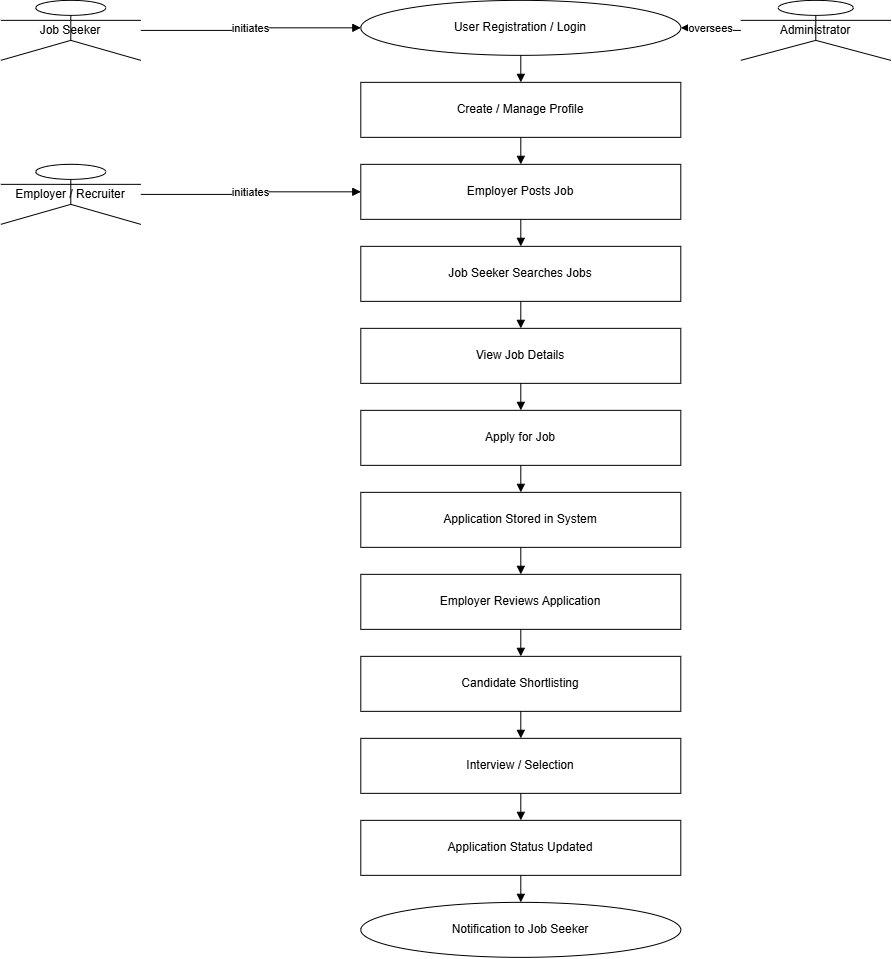 Job Seeker
initiates
User Registration / Login
oversees
Administrator
Create / Manage Profile
Employer / Recruiter
initiates
Employer Posts Job
Job Seeker Searches Jobs
View Job Details
Apply for Job
Application Stored in System
Employer Reviews Application
Candidate Shortlisting
Interview / Selection
Application Status Updated
Notification to Job Seeker